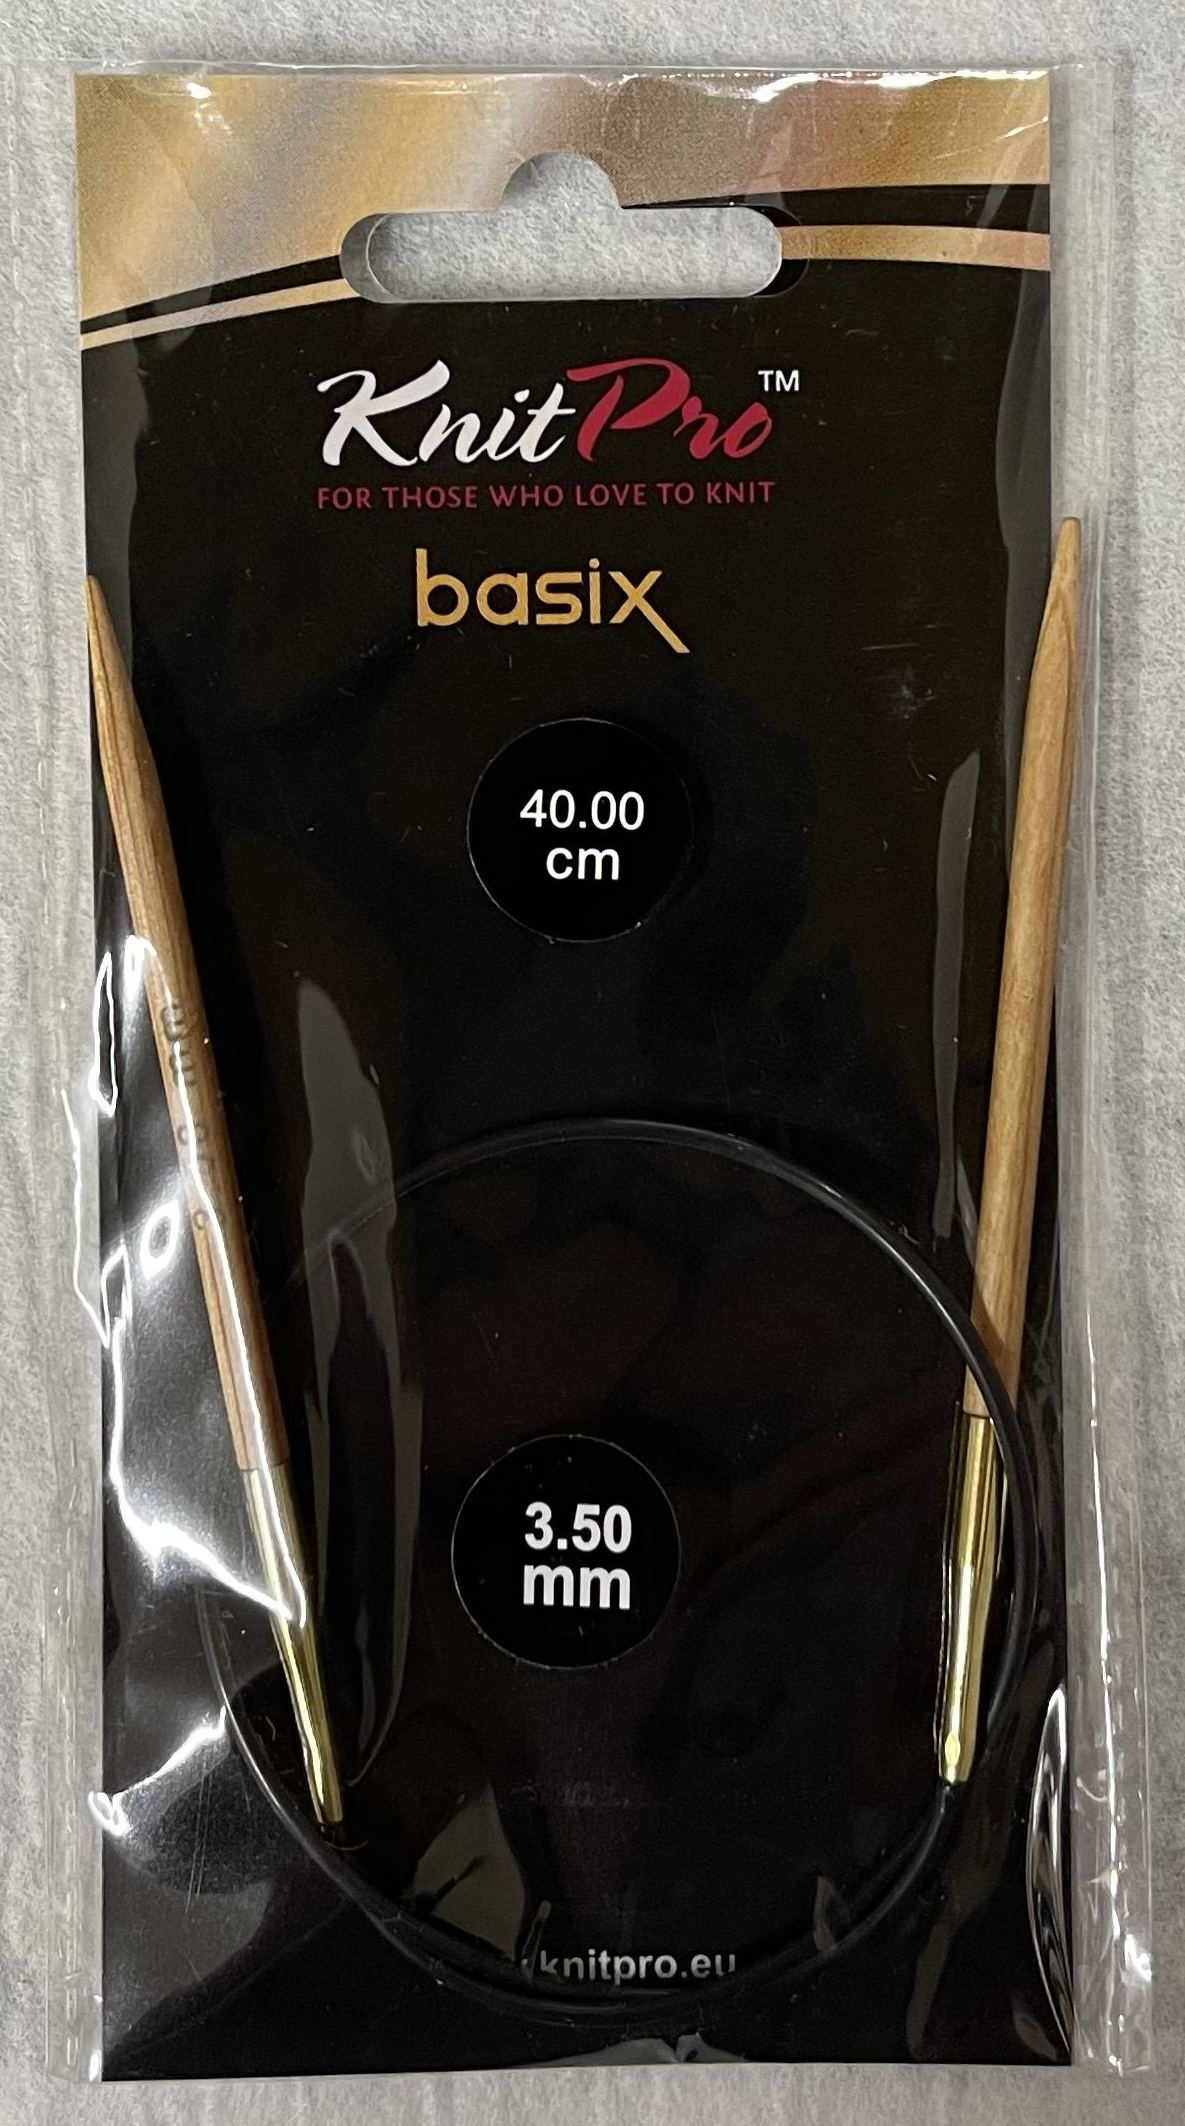 KnitPro™
FOR THOSE WHO LOVE TO KNIT
basix
40.00
cm
3.50
mm
knitpro.eu